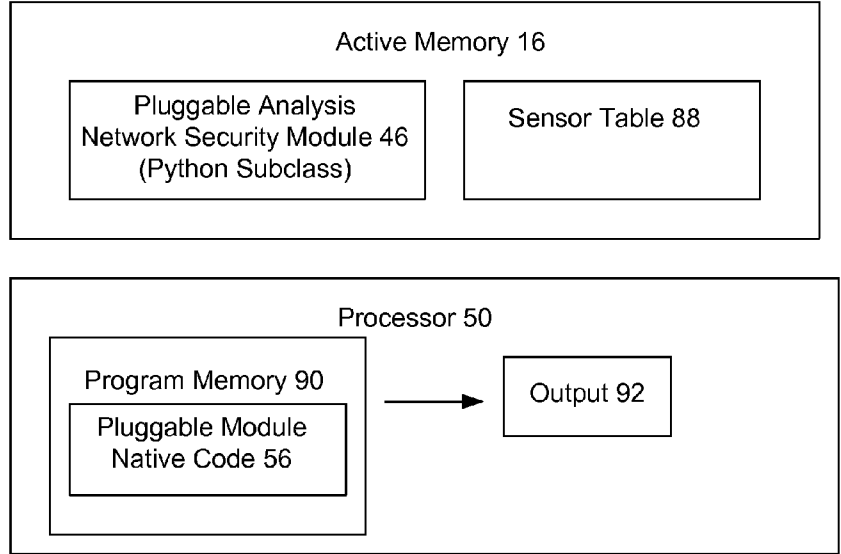 Active Memory 16
Pluggable Analysis
Network Security Module 46
(Python Subclass)
Sensor Table 88
Processor 50
Program Memory 90
Pluggable Module
Native Code 56
Output 92